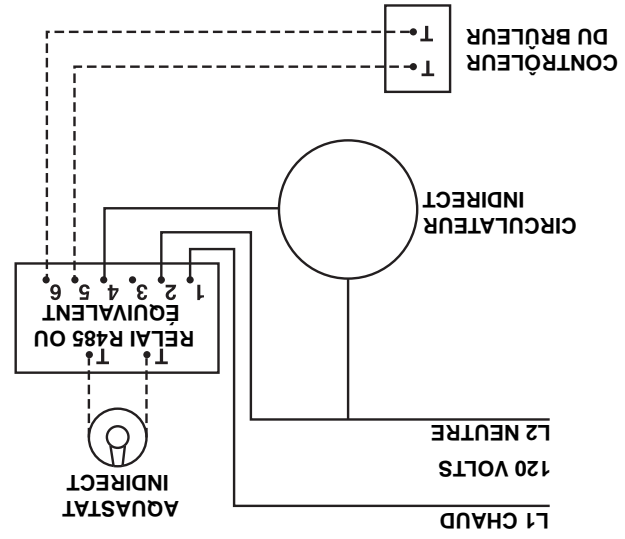 L1 CHAUD
120 VOLTS
L2 NEUTRE
AQUASTAT
INDIRECT
T T
RELAI R485 OU
ÉQUIVALENT
1 2 3 4 5 6
CIRCULATEUR
INDIRECT
CONTRÔLEUR
DU BRÛLEUR
T
T